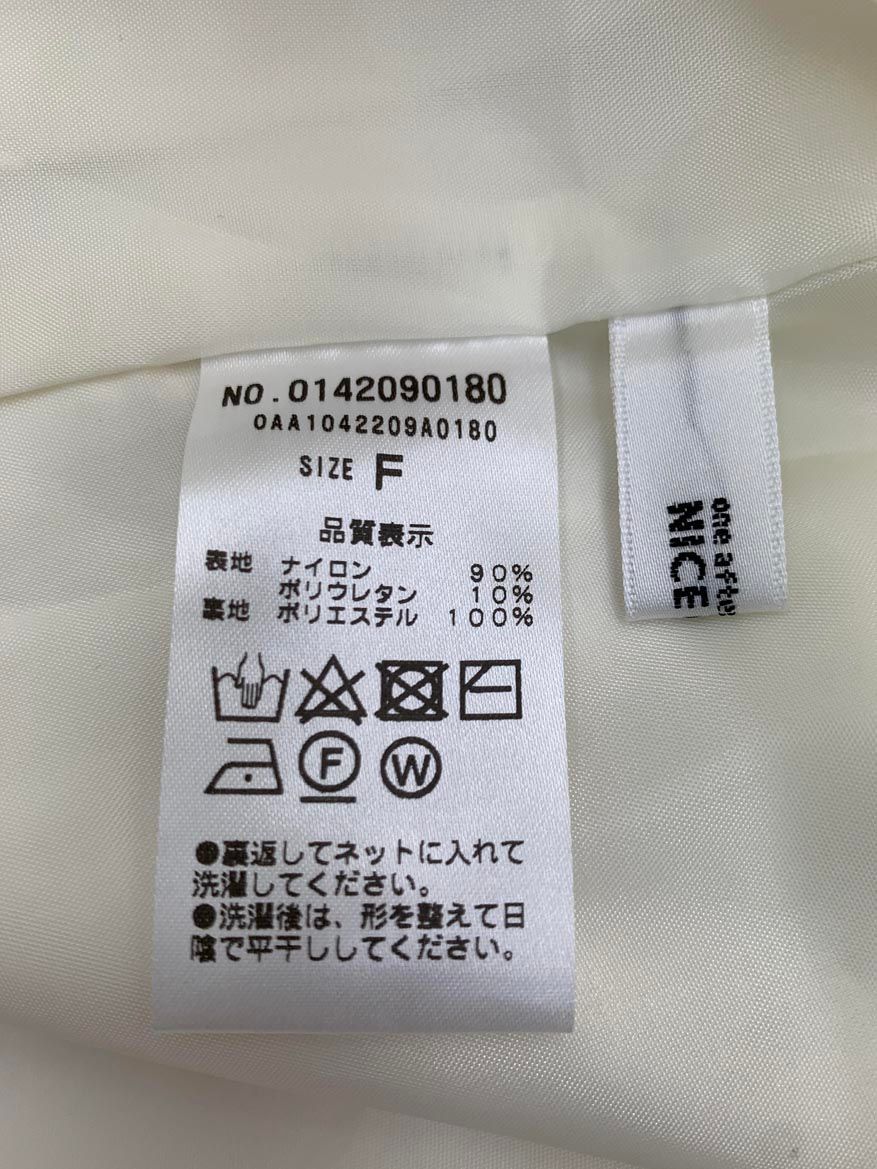 NO.0142090180
0AA1042209A0180
SIZE F
品質表示
表地 ナイロン 90%
ポリウレタン 10%
裏地 ポリエステル 100%
F
W
●裏返してネットに入れて
洗濯してください。
●洗濯後は、形を整えて日
陰で平干ししてください。
one after
NICE